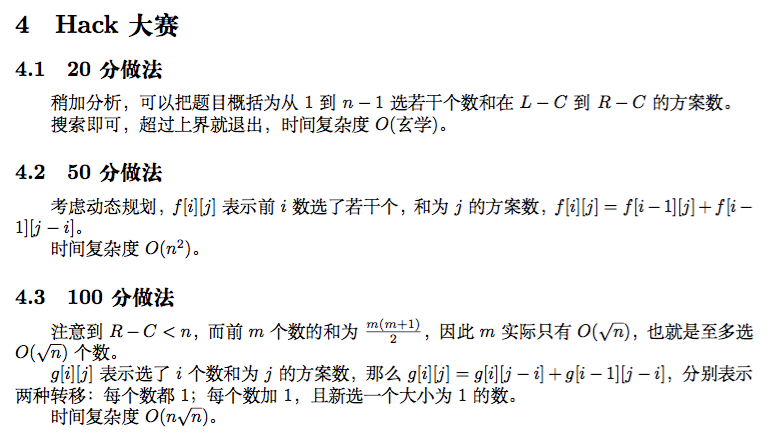 4 Hack 大赛
4.1 20 分做法
稍加分析，可以把题目概括为从 1 到 n − 1 选若干个数和在 L − C 到 R − C 的方案数。
搜索即可，超过上界就退出，时间复杂度 O(玄学)。
4.2 50 分做法
考虑动态规划，f[i][j] 表示前 i 数选了若干个，和为 j 的方案数，f[i][j] = f[i−1][j]+f[i−
1][j − i]。
时间复杂度 O(n²)。
4.3 100 分做法
注意到 R − C < n，而前 m 个数的和为 m(m+1)/2，因此 m 实际只有 O(√n)，也就是至多选
O(√n) 个数。
g[i][j] 表示选了 i 个数和为 j 的方案数，那么 g[i][j] = g[i][j−i]+g[i−1][j−i]，分别表示
两种转移：每个数都 1；每个数加 1，且新选一个大小为 1 的数。
时间复杂度 O(n√n)。